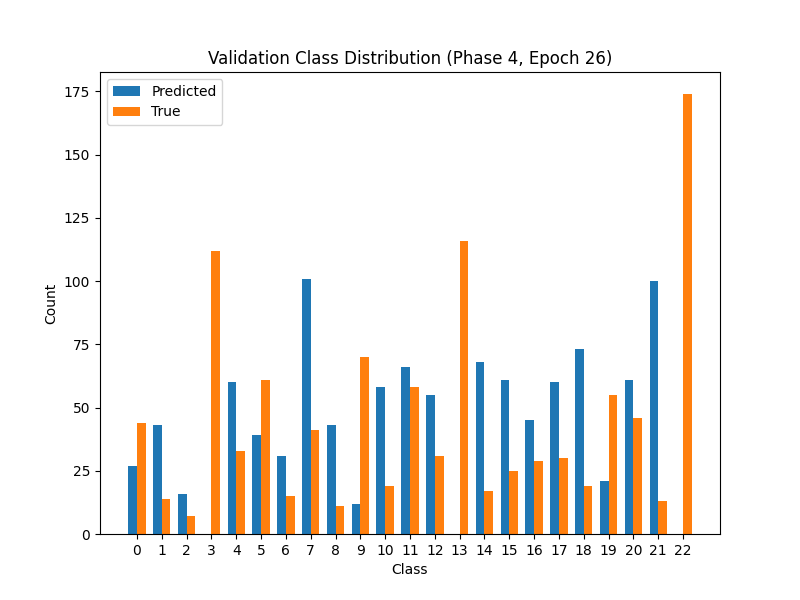 Validation Class Distribution (Phase 4, Epoch 26)
Predicted
True
175
150
125
100
75
50
25
0
Count
0 1 2 3 4 5 6 7 8 9 10 11 12 13 14 15 16 17 18 19 20 21 22
Class